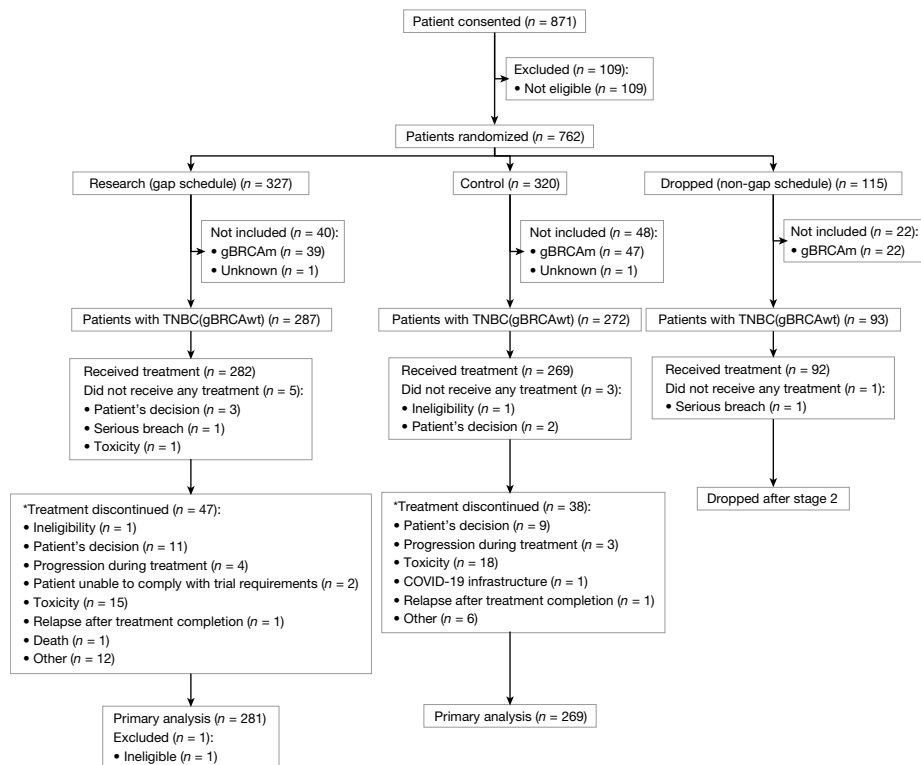 Patient consented (n = 871)
Excluded (n = 109):
• Not eligible (n = 109)
Patients randomized (n = 762)
Research (gap schedule) (n = 327)
Control (n = 320)
Dropped (non-gap schedule) (n = 115)
Not included (n = 40):
• gBRCAm (n = 39)
• Unknown (n = 1)
Not included (n = 48):
• gBRCAm (n = 47)
• Unknown (n = 1)
Not included (n = 22):
• gBRCAm (n = 22)
Patients with TNBC(gBRCAwt) (n = 287)
Patients with TNBC(gBRCAwt) (n = 272)
Patients with TNBC(gBRCAwt) (n = 93)
Received treatment (n = 282)
Did not receive any treatment (n = 5):
• Patient's decision (n = 3)
• Serious breach (n = 1)
• Toxicity (n = 1)
Received treatment (n = 269)
Did not receive any treatment (n = 3):
• Ineligibility (n = 1)
• Patient's decision (n = 2)
Received treatment (n = 92)
Did not receive any treatment (n = 1):
• Serious breach (n = 1)
*Treatment discontinued (n = 47):
• Ineligibility (n = 1)
• Patient's decision (n = 11)
• Progression during treatment (n = 4)
• Patient unable to comply with trial requirements (n = 2)
• Toxicity (n = 15)
• Relapse after treatment completion (n = 1)
• Death (n = 1)
• Other (n = 12)
*Treatment discontinued (n = 38):
• Patient's decision (n = 9)
• Progression during treatment (n = 3)
• Toxicity (n = 18)
• COVID-19 infrastructure (n = 1)
• Relapse after treatment completion (n = 1)
• Other (n = 6)
Dropped after stage 2
Primary analysis (n = 281)
Excluded (n = 1):
• Ineligible (n = 1)
Primary analysis (n = 269)